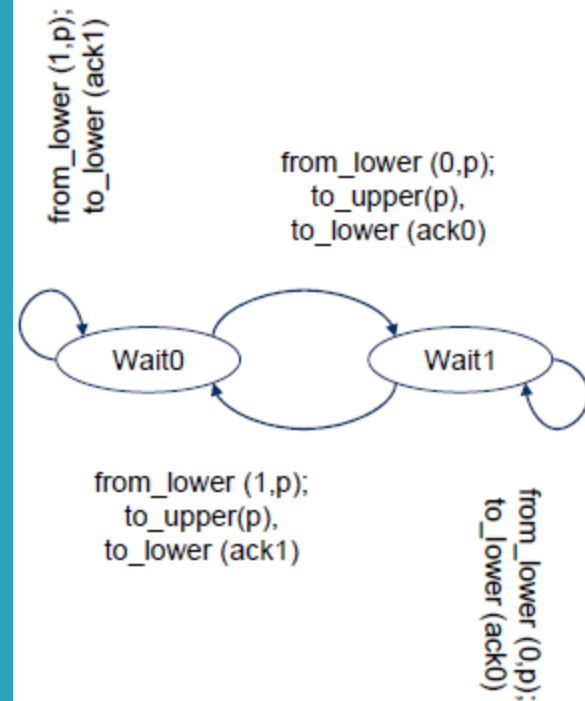 from_lower (1,p);
to_lower (ack1)
from_lower (0,p);
to_upper(p),
to_lower (ack0)
Wait0
Wait1
from_lower (1,p);
to_upper(p),
to_lower (ack1)
from_lower (0,p);
to_lower (ack0)